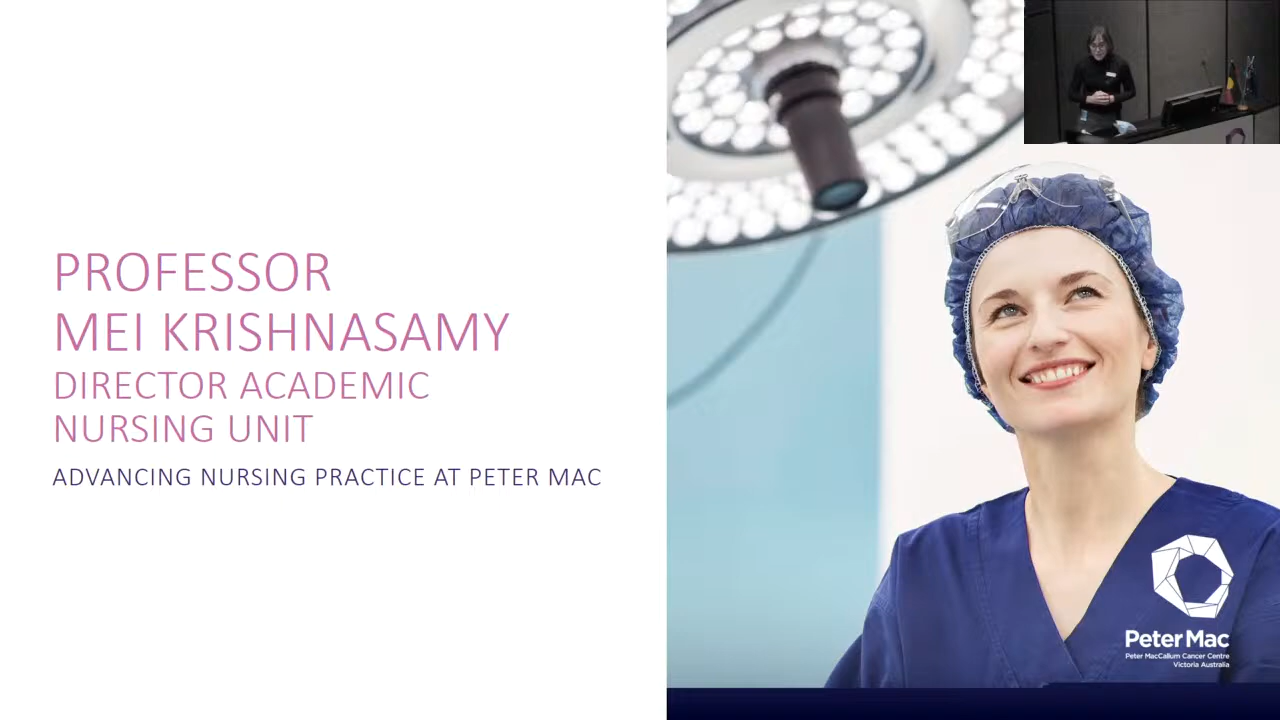 PROFESSOR
MEI KRISHNASAMY
DIRECTOR ACADEMIC
NURSING UNIT
ADVANCING NURSING PRACTICE AT PETER MAC
Peter Mac
Peter MacCallum Cancer Centre
Victoria Australia